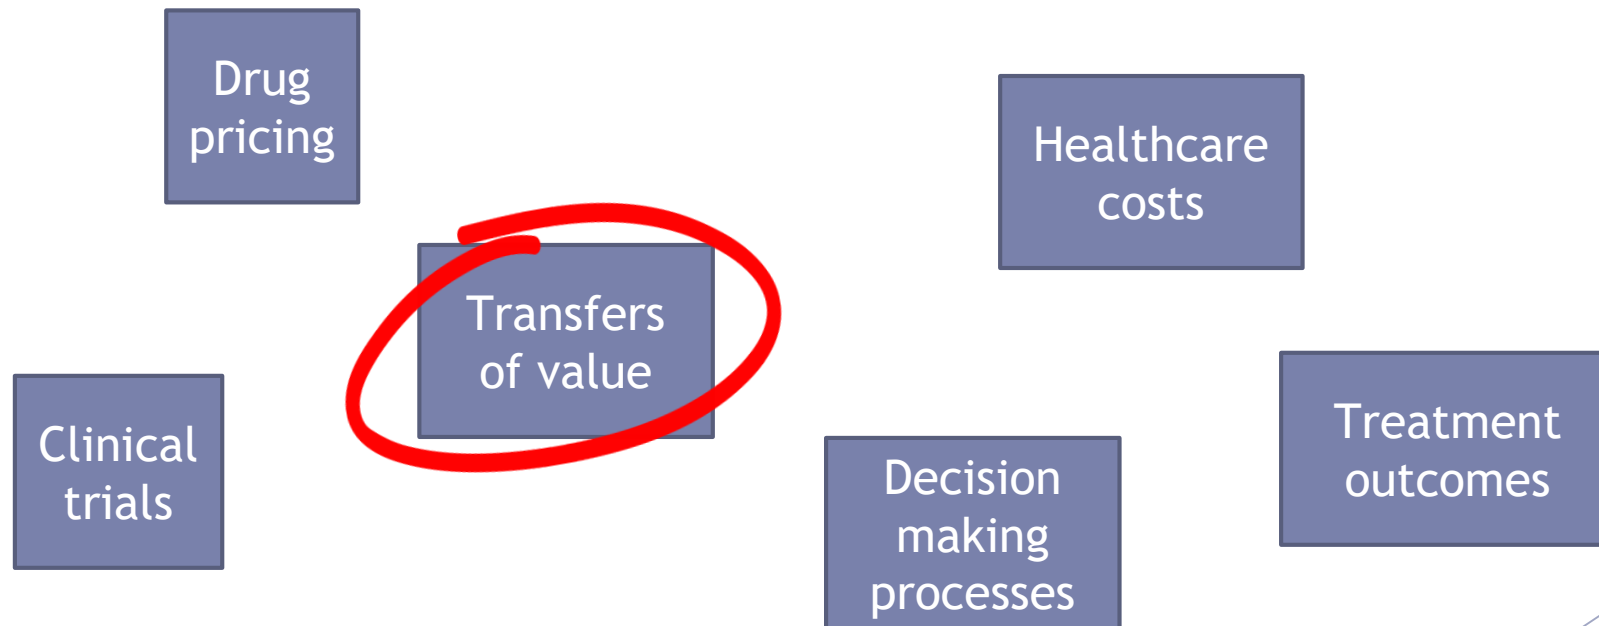 Drug
pricing
Healthcare
costs
Transfers
of value
Clinical
trials
Decision
making
processes
Treatment
outcomes